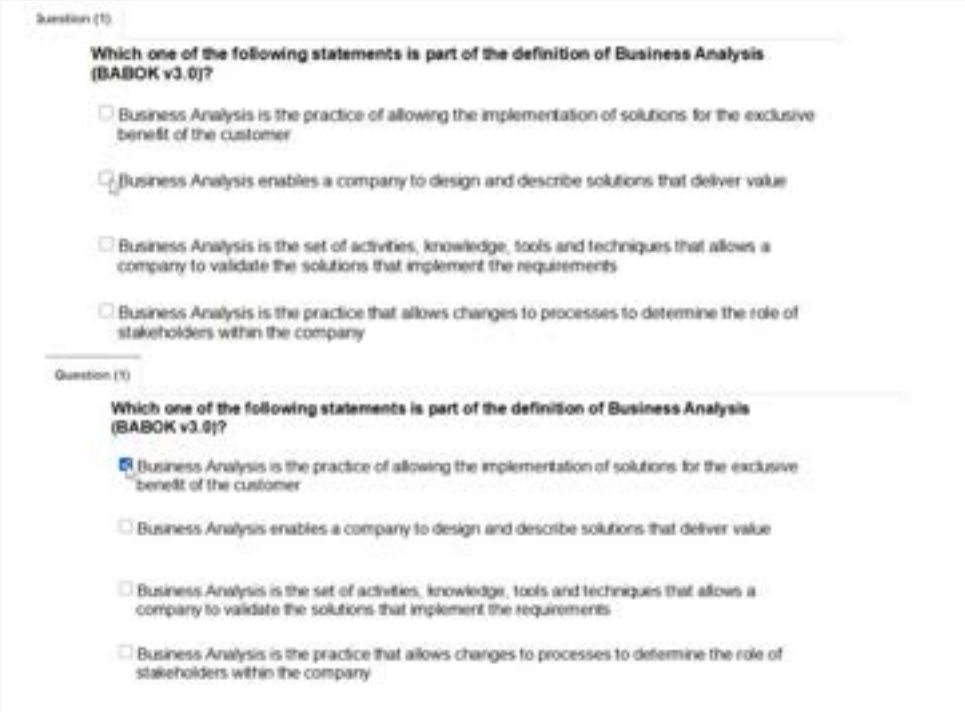 Question (1)
Which one of the following statements is part of the definition of Business Analysis
(BABOK v3.0)?
Business Analysis is the practice of allowing the implementation of solutions for the exclusive
benefit of the customer
Business Analysis enables a company to design and describe solutions that deliver value
Business Analysis is the set of activities, knowledge, tools and techniques that allows a
company to validate the solutions that implement the requirements
Business Analysis is the practice that allows changes to processes to determine the role of
stakeholders within the company
Question (1)
Which one of the following statements is part of the definition of Business Analysis
(BABOK v3.0)?
Business Analysis is the practice of allowing the implementation of solutions for the exclusive
benefit of the customer
Business Analysis enables a company to design and describe solutions that deliver value
Business Analysis is the set of activities, knowledge, tools and techniques that allows a
company to validate the solutions that implement the requirements
Business Analysis is the practice that allows changes to processes to determine the role of
stakeholders within the company